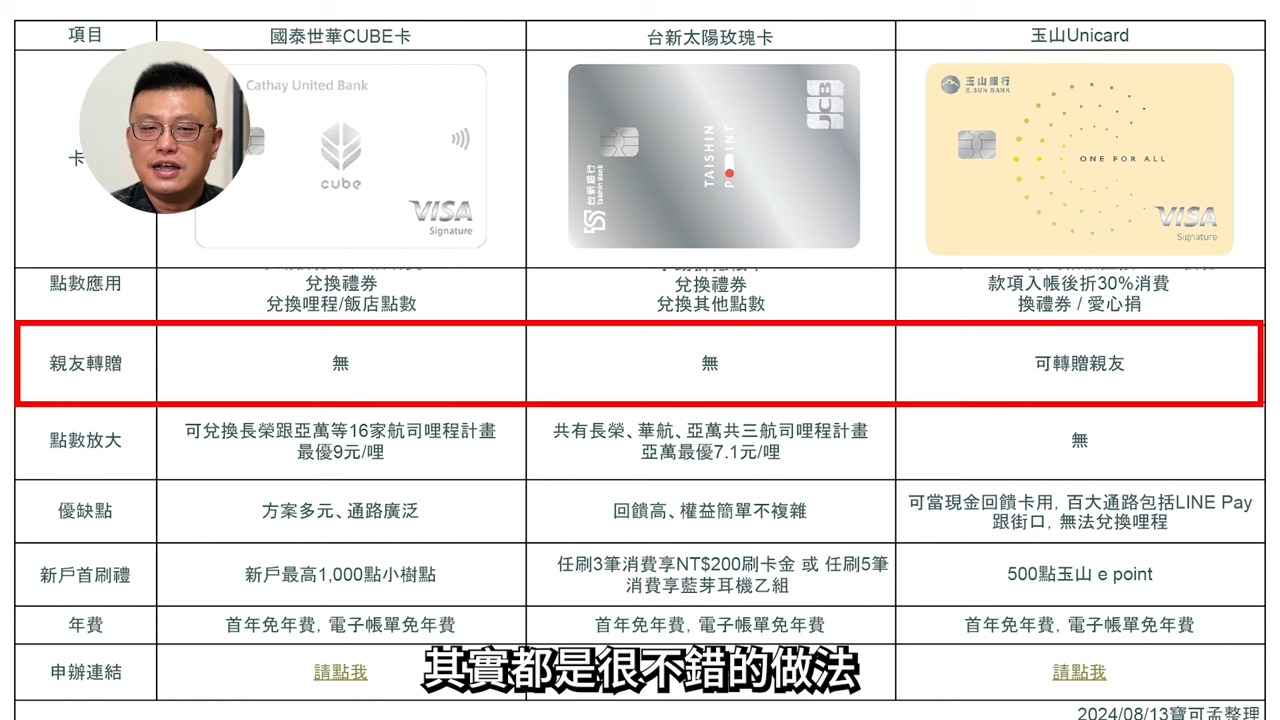 項目
國泰世華CUBE卡
台新太陽玫瑰卡
玉山Unicard
卡
Cathay United Bank
cube
VISA
Signature
JCB
TAISHIN
POINT
台新銀行
Taishin Bank
玉山銀行
E.SUN BANK
ONE FOR ALL
VISA
Signature
點數應用
兌換禮券
兌換哩程/飯店點數
兌換禮券
兌換其他點數
款項入帳後折30%消費
換禮券 / 愛心捐
親友轉贈
無
無
可轉贈親友
點數放大
可兌換長榮跟亞萬等16家航司哩程計畫
最優9元/哩
共有長榮、華航、亞萬共三航司哩程計畫
亞萬最優7.1元/哩
無
優缺點
方案多元、通路廣泛
回饋高、權益簡單不複雜
可當現金回饋卡用, 百大通路包括LINE Pay
跟街口, 無法兌換哩程
新戶首刷禮
新戶最高1,000點小樹點
任刷3筆消費享NT$200刷卡金 或 任刷5筆
消費享藍芽耳機乙組
500點玉山 e point
年費
首年免年費, 電子帳單免年費
首年免年費, 電子帳單免年費
首年免年費, 電子帳單免年費
申辦連結
請點我
請點我
其實都是很不錯的做法
2024/08/13寶可孟整理